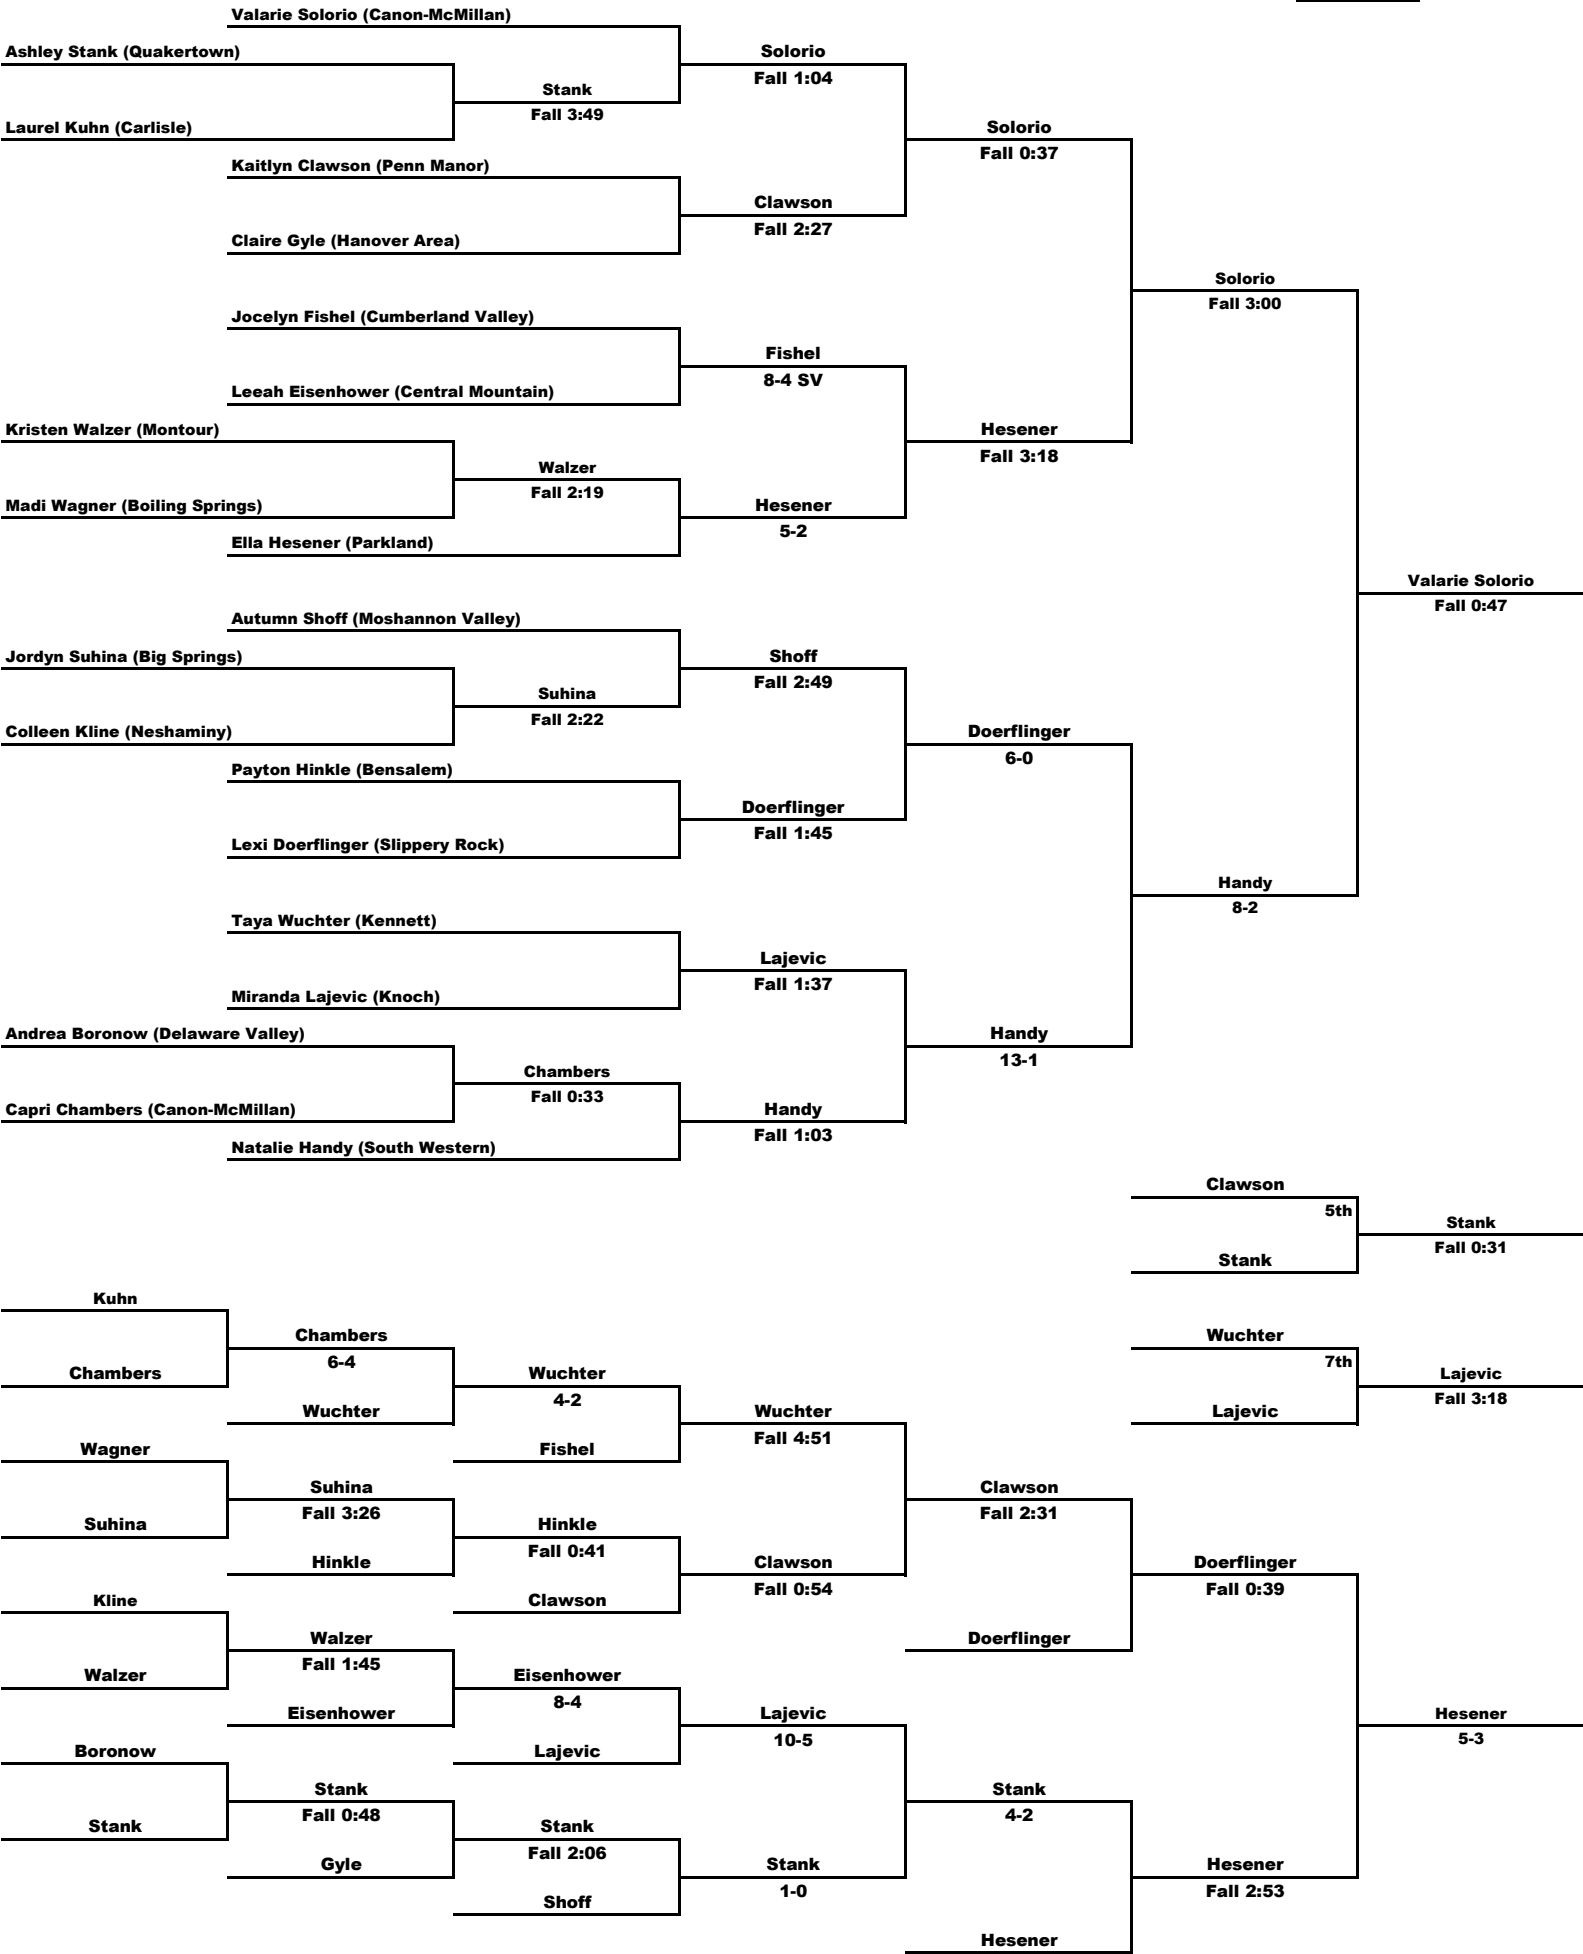 Valarie Solorio (Canon-McMillan)
Ashley Stank (Quakertown)
Solorio
Fall 1:04
Stank
Fall 3:49
Laurel Kuhn (Carlisle)
Solorio
Fall 0:37
Kaitlyn Clawson (Penn Manor)
Clawson
Fall 2:27
Claire Gyle (Hanover Area)
Solorio
Fall 3:00
Jocelyn Fishel (Cumberland Valley)
Fishel
8-4 SV
Leeah Eisenhower (Central Mountain)
Kristen Walzer (Montour)
Hesener
Fall 3:18
Walzer
Fall 2:19
Madi Wagner (Boiling Springs)
Hesener
5-2
Ella Hesener (Parkland)
Valarie Solorio
Fall 0:47
Autumn Shoff (Moshannon Valley)
Jordyn Suhina (Big Springs)
Shoff
Fall 2:49
Suhina
Fall 2:22
Colleen Kline (Neshaminy)
Doerflinger
6-0
Payton Hinkle (Bensalem)
Doerflinger
Fall 1:45
Lexi Doerflinger (Slippery Rock)
Handy
8-2
Taya Wuchter (Kennett)
Lajevic
Fall 1:37
Miranda Lajevic (Knoch)
Andrea Boronow (Delaware Valley)
Handy
13-1
Chambers
Fall 0:33
Capri Chambers (Canon-McMillan)
Handy
Fall 1:03
Natalie Handy (South Western)
Clawson
5th
Stank
Fall 0:31
Stank
Kuhn
Chambers
6-4
Wuchter
7th
Chambers
Wuchter
4-2
Lajevic
Fall 3:18
Wuchter
Wuchter
Fall 4:51
Lajevic
Wagner
Fishel
Suhina
Fall 3:26
Clawson
Fall 2:31
Suhina
Hinkle
Fall 0:41
Hinkle
Clawson
Fall 0:54
Doerflinger
Fall 0:39
Kline
Clawson
Walzer
Fall 1:45
Doerflinger
Walzer
Eisenhower
8-4
Eisenhower
Lajevic
10-5
Hesener
5-3
Boronow
Lajevic
Stank
Fall 0:48
Stank
4-2
Stank
Stank
Fall 2:06
Gyle
Stank
1-0
Hesener
Fall 2:53
Shoff
Hesener